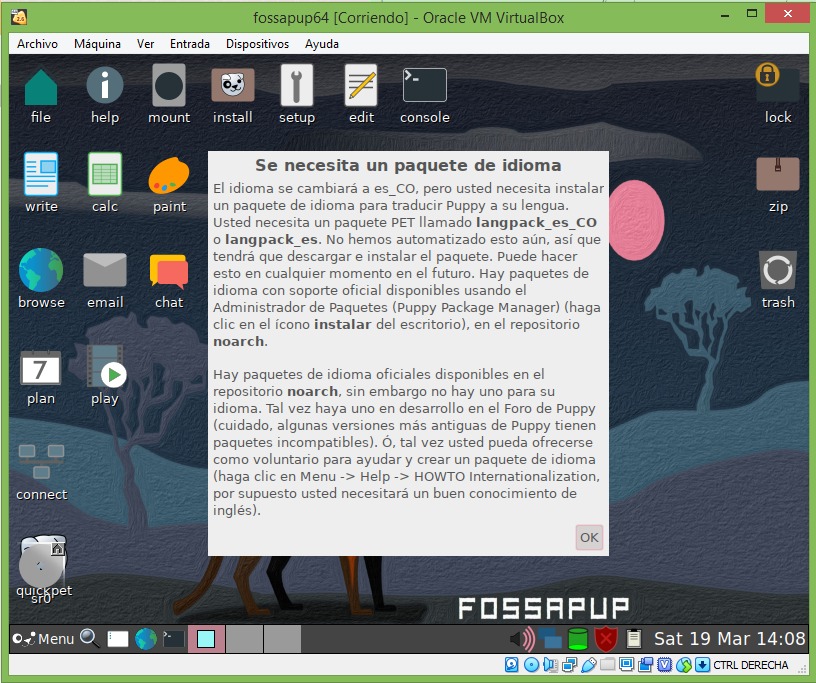 fossapup64 [Corriendo] - Oracle VM VirtualBox
Archivo Máquina Ver Entrada Dispositivos Ayuda
file help mount install setup edit console lock
write calc paint zip
browse email chat trash
7
plan play
connect
quickpet
sr0
Se necesita un paquete de idioma
El idioma se cambiará a es_CO, pero usted necesita instalar
un paquete de idioma para traducir Puppy a su lengua.
Usted necesita un paquete PET llamado langpack_es_CO
o langpack_es. No hemos automatizado esto aún, así que
tendrá que descargar e instalar el paquete. Puede hacer
esto en cualquier momento en el futuro. Hay paquetes de
idioma con soporte oficial disponibles usando el
Administrador de Paquetes (Puppy Package Manager) (haga
clic en el ícono instalar del escritorio), en el repositorio
noarch.
Hay paquetes de idioma oficiales disponibles en el
repositorio noarch, sin embargo no hay uno para su
idioma. Tal vez haya uno en desarrollo en el Foro de Puppy
(cuidado, algunas versiones más antiguas de Puppy tienen
paquetes incompatibles). Ó, tal vez usted pueda ofrecerse
como voluntario para ayudar y crear un paquete de idioma
(haga clic en Menu -> Help -> HOWTO Internationalization,
por supuesto usted necesitará un buen conocimiento de
inglés).
OK
FOSSAPUP
Menu Sat 19 Mar 14:08
CTRL DERECHA